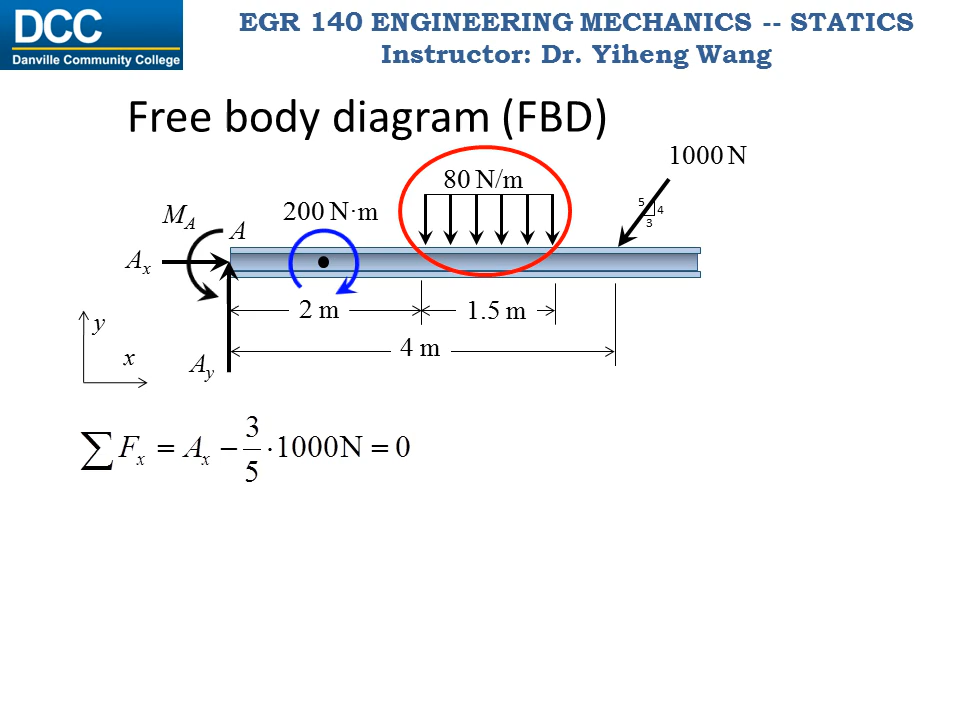 DCC
Danville Community College
EGR 140 ENGINEERING MECHANICS -- STATICS
Instructor: Dr. Yiheng Wang
Free body diagram (FBD)
1000 N
80 N/m
5
4
3
200 N·m
M_A
A
A_x
2 m
1.5 m
y
4 m
x
A_y
∑ F_x = A_x − 3/5 · 1000N = 0